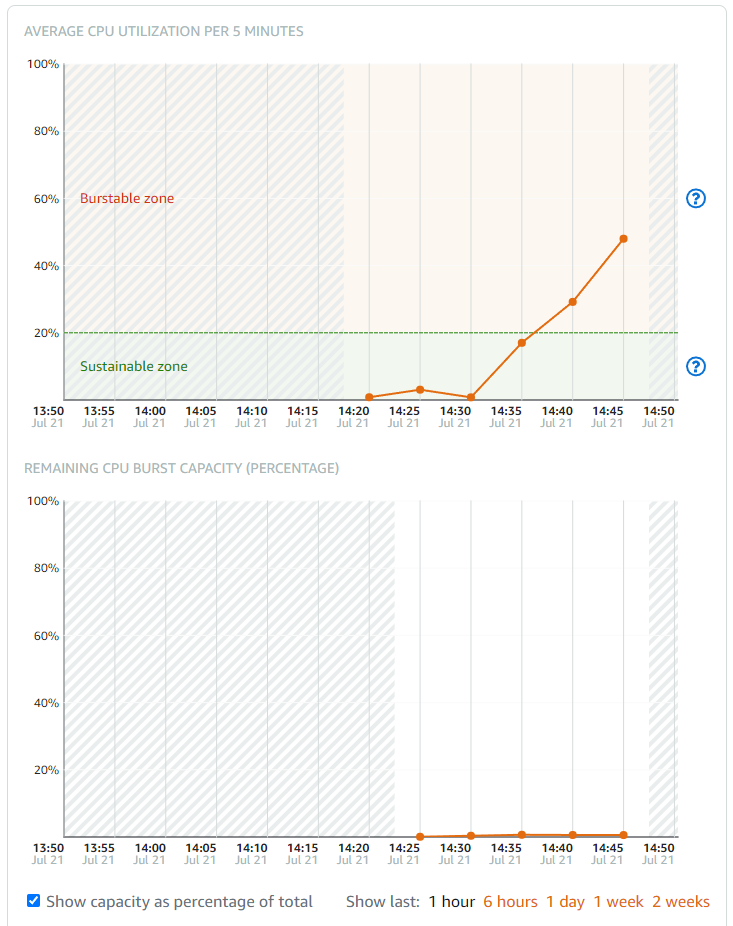 AVERAGE CPU UTILIZATION PER 5 MINUTES
100%
80%
Burstable zone
60%
?
40%
20%
Sustainable zone
?
13:50 13:55 14:00 14:05 14:10 14:15 14:20 14:25 14:30 14:35 14:40 14:45 14:50
Jul 21 Jul 21 Jul 21 Jul 21 Jul 21 Jul 21 Jul 21 Jul 21 Jul 21 Jul 21 Jul 21 Jul 21 Jul 21
REMAINING CPU BURST CAPACITY (PERCENTAGE)
100%
80%
60%
40%
20%
13:50 13:55 14:00 14:05 14:10 14:15 14:20 14:25 14:30 14:35 14:40 14:45 14:50
Jul 21 Jul 21 Jul 21 Jul 21 Jul 21 Jul 21 Jul 21 Jul 21 Jul 21 Jul 21 Jul 21 Jul 21 Jul 21
Show capacity as percentage of total Show last: 1 hour 6 hours 1 day 1 week 2 weeks